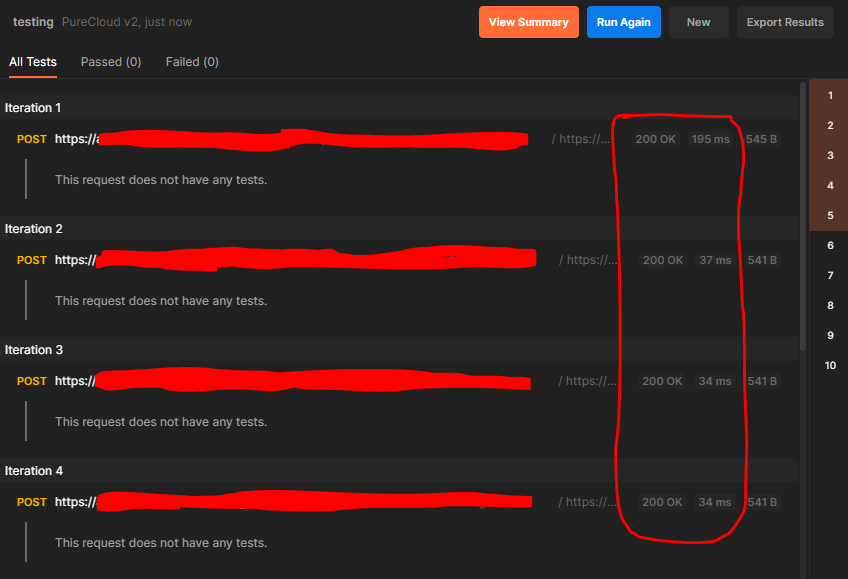 testing PureCloud v2, just now View Summary Run Again New Export Results
All Tests Passed (0) Failed (0)
Iteration 1
POST https:// / https://... 200 OK 195 ms 545 B
This request does not have any tests.
Iteration 2
POST https:// / https://... 200 OK 37 ms 541 B
This request does not have any tests.
Iteration 3
POST https:// / https://... 200 OK 34 ms 541 B
This request does not have any tests.
Iteration 4
POST https:// / https://... 200 OK 34 ms 541 B
This request does not have any tests.
1
2
3
4
5
6
7
8
9
10